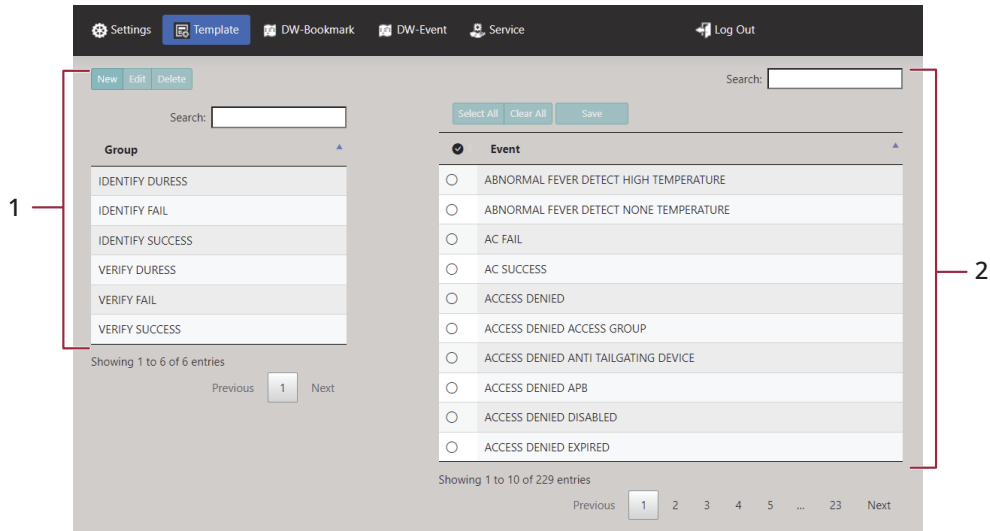 Settings Template DW-Bookmark DW-Event Service Log Out
New Edit Delete
Search:
Group
IDENTIFY DURESS
IDENTIFY FAIL
IDENTIFY SUCCESS
VERIFY DURESS
VERIFY FAIL
VERIFY SUCCESS
Showing 1 to 6 of 6 entries
Previous 1 Next
1
Search:
Select All Clear All Save
Event
ABNORMAL FEVER DETECT HIGH TEMPERATURE
ABNORMAL FEVER DETECT NONE TEMPERATURE
AC FAIL
AC SUCCESS
ACCESS DENIED
ACCESS DENIED ACCESS GROUP
ACCESS DENIED ANTI TAILGATING DEVICE
ACCESS DENIED APB
ACCESS DENIED DISABLED
ACCESS DENIED EXPIRED
Showing 1 to 10 of 229 entries
Previous 1 2 3 4 5 ... 23 Next
2